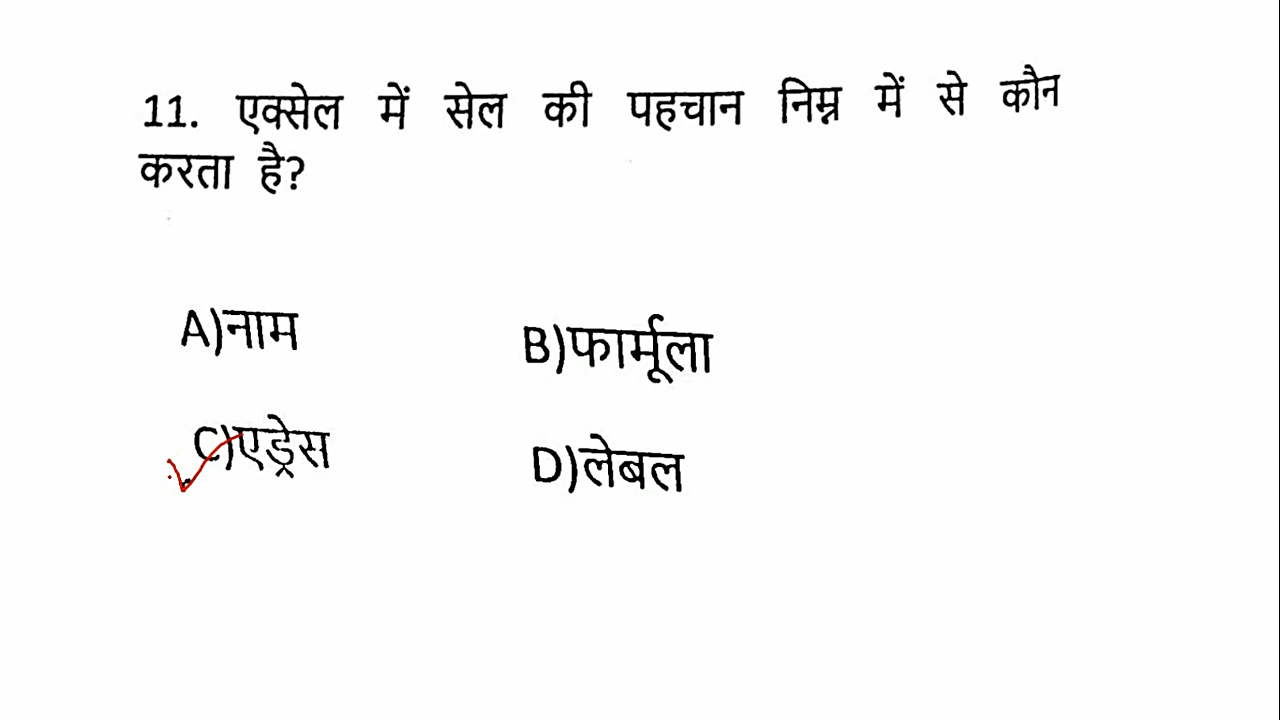 11. एक्सेल में सेल की पहचान निम्न में से कौन
करता है?
A)नाम B)फार्मूला
C)एड्रेस D)लेबल